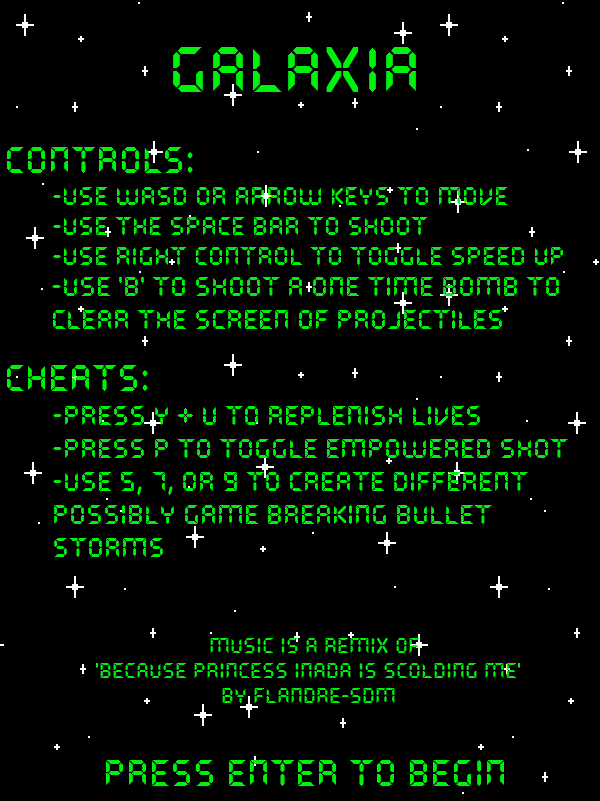 GALAXIA
CONTROLS:
-USE WASD OR ARROW KEYS TO MOVE
-USE THE SPACE BAR TO SHOOT
-USE RIGHT CONTROL TO TOGGLE SPEED UP
-USE 'B' TO SHOOT A ONE TIME BOMB TO
CLEAR THE SCREEN OF PROJECTILES
CHEATS:
-PRESS Y + U TO REPLENISH LIVES
-PRESS P TO TOGGLE EMPOWERED SHOT
-USE 5, 7, OR 9 TO CREATE DIFFERENT
POSSIBLY GAME BREAKING BULLET
STORMS
MUSIC IS A REMIX OF
'BECAUSE PRINCESS INADA IS SCOLDING ME'
BY FLANDRE-SDM
PRESS ENTER TO BEGIN